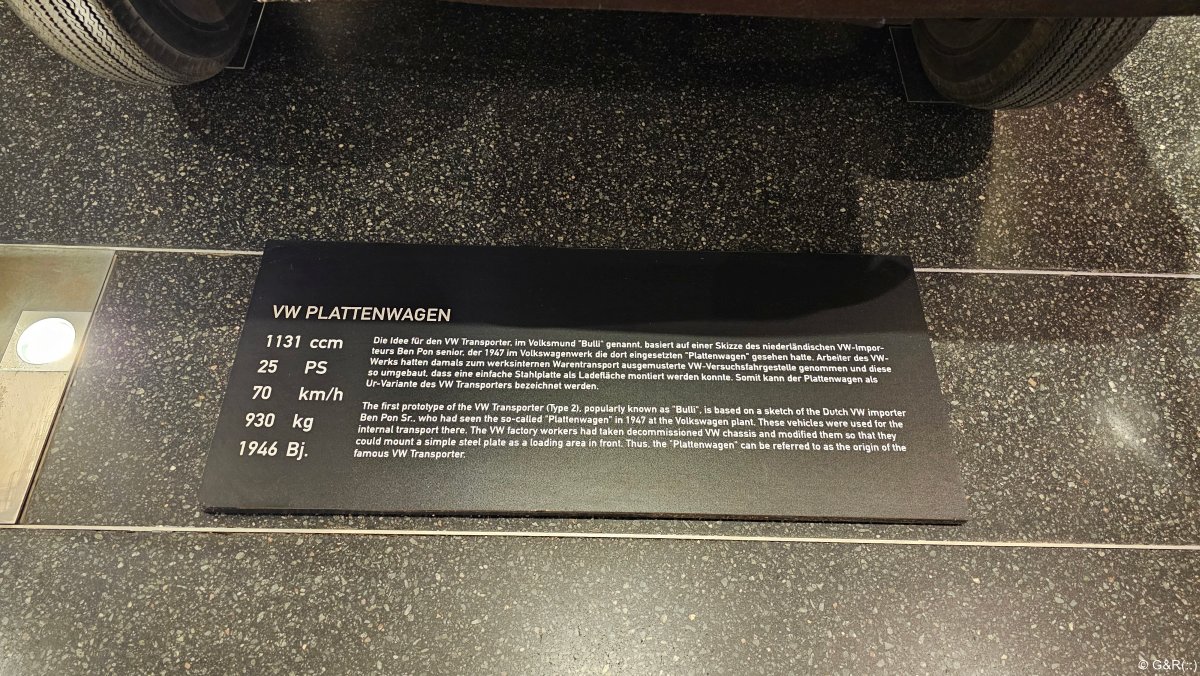 VW PLATTENWAGEN
1131 ccm
25 PS
70 km/h
930 kg
1946 Bj.
Die Idee für den VW Transporter, im Volksmund "Bulli" genannt, basiert auf einer Skizze des niederländischen VW-Impor-
teurs Ben Pon senior, der 1947 im Volkswagenwerk die dort eingesetzten "Plattenwagen" gesehen hatte. Arbeiter des VW-
Werks hatten damals zum werksinternen Warentransport ausgemusterte VW-Versuchsfahrgestelle genommen und diese
so umgebaut, dass eine einfache Stahlplatte als Ladefläche montiert werden konnte. Somit kann der Plattenwagen als
Ur-Variante des VW Transporters bezeichnet werden.
The first prototype of the VW Transporter (Type 2), popularly known as "Bulli", is based on a sketch of the Dutch VW importer
Ben Pon Sr., who had seen the so-called "Plattenwagen" in 1947 at the Volkswagen plant. These vehicles were used for the
internal transport there. The VW factory workers had taken decommissioned VW chassis and modified them so that they
could mount a simple steel plate as a loading area in front. Thus, the "Plattenwagen" can be referred to as the origin of the
famous VW Transporter.
© G&R(::)